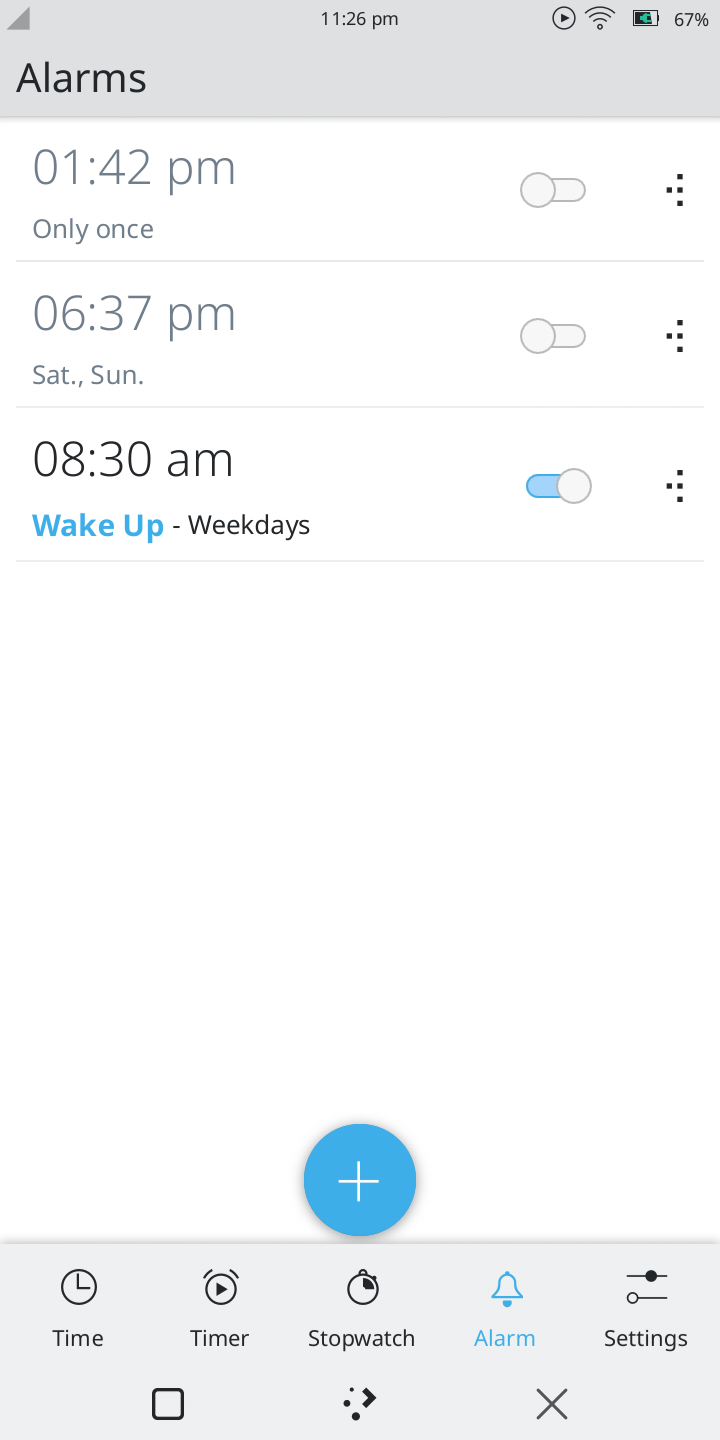 11:26 pm 67%
Alarms
01:42 pm
Only once
06:37 pm
Sat., Sun.
08:30 am
Wake Up - Weekdays
Time Timer Stopwatch Alarm Settings